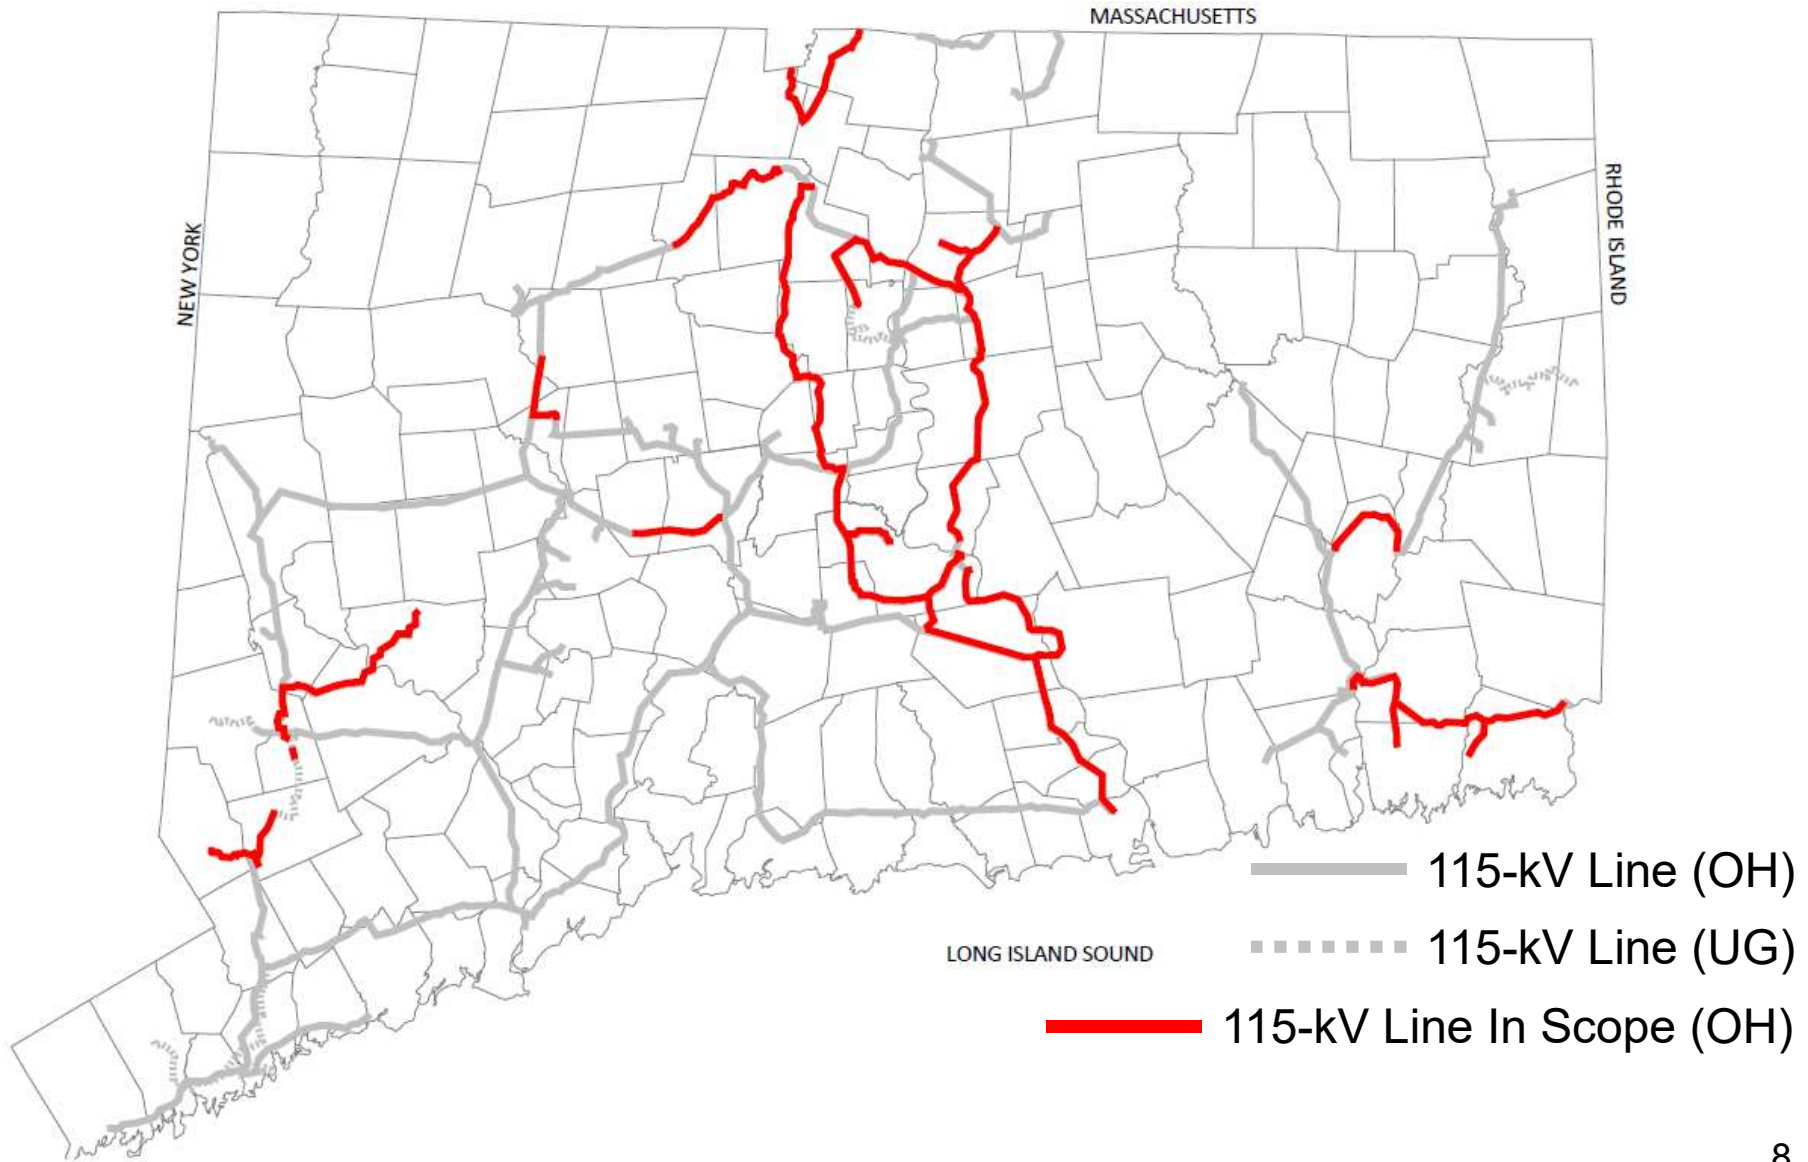 MASSACHUSETTS
NEW YORK
RHODE ISLAND
115-kV Line (OH)
LONG ISLAND SOUND
115-kV Line (UG)
115-kV Line In Scope (OH)
8